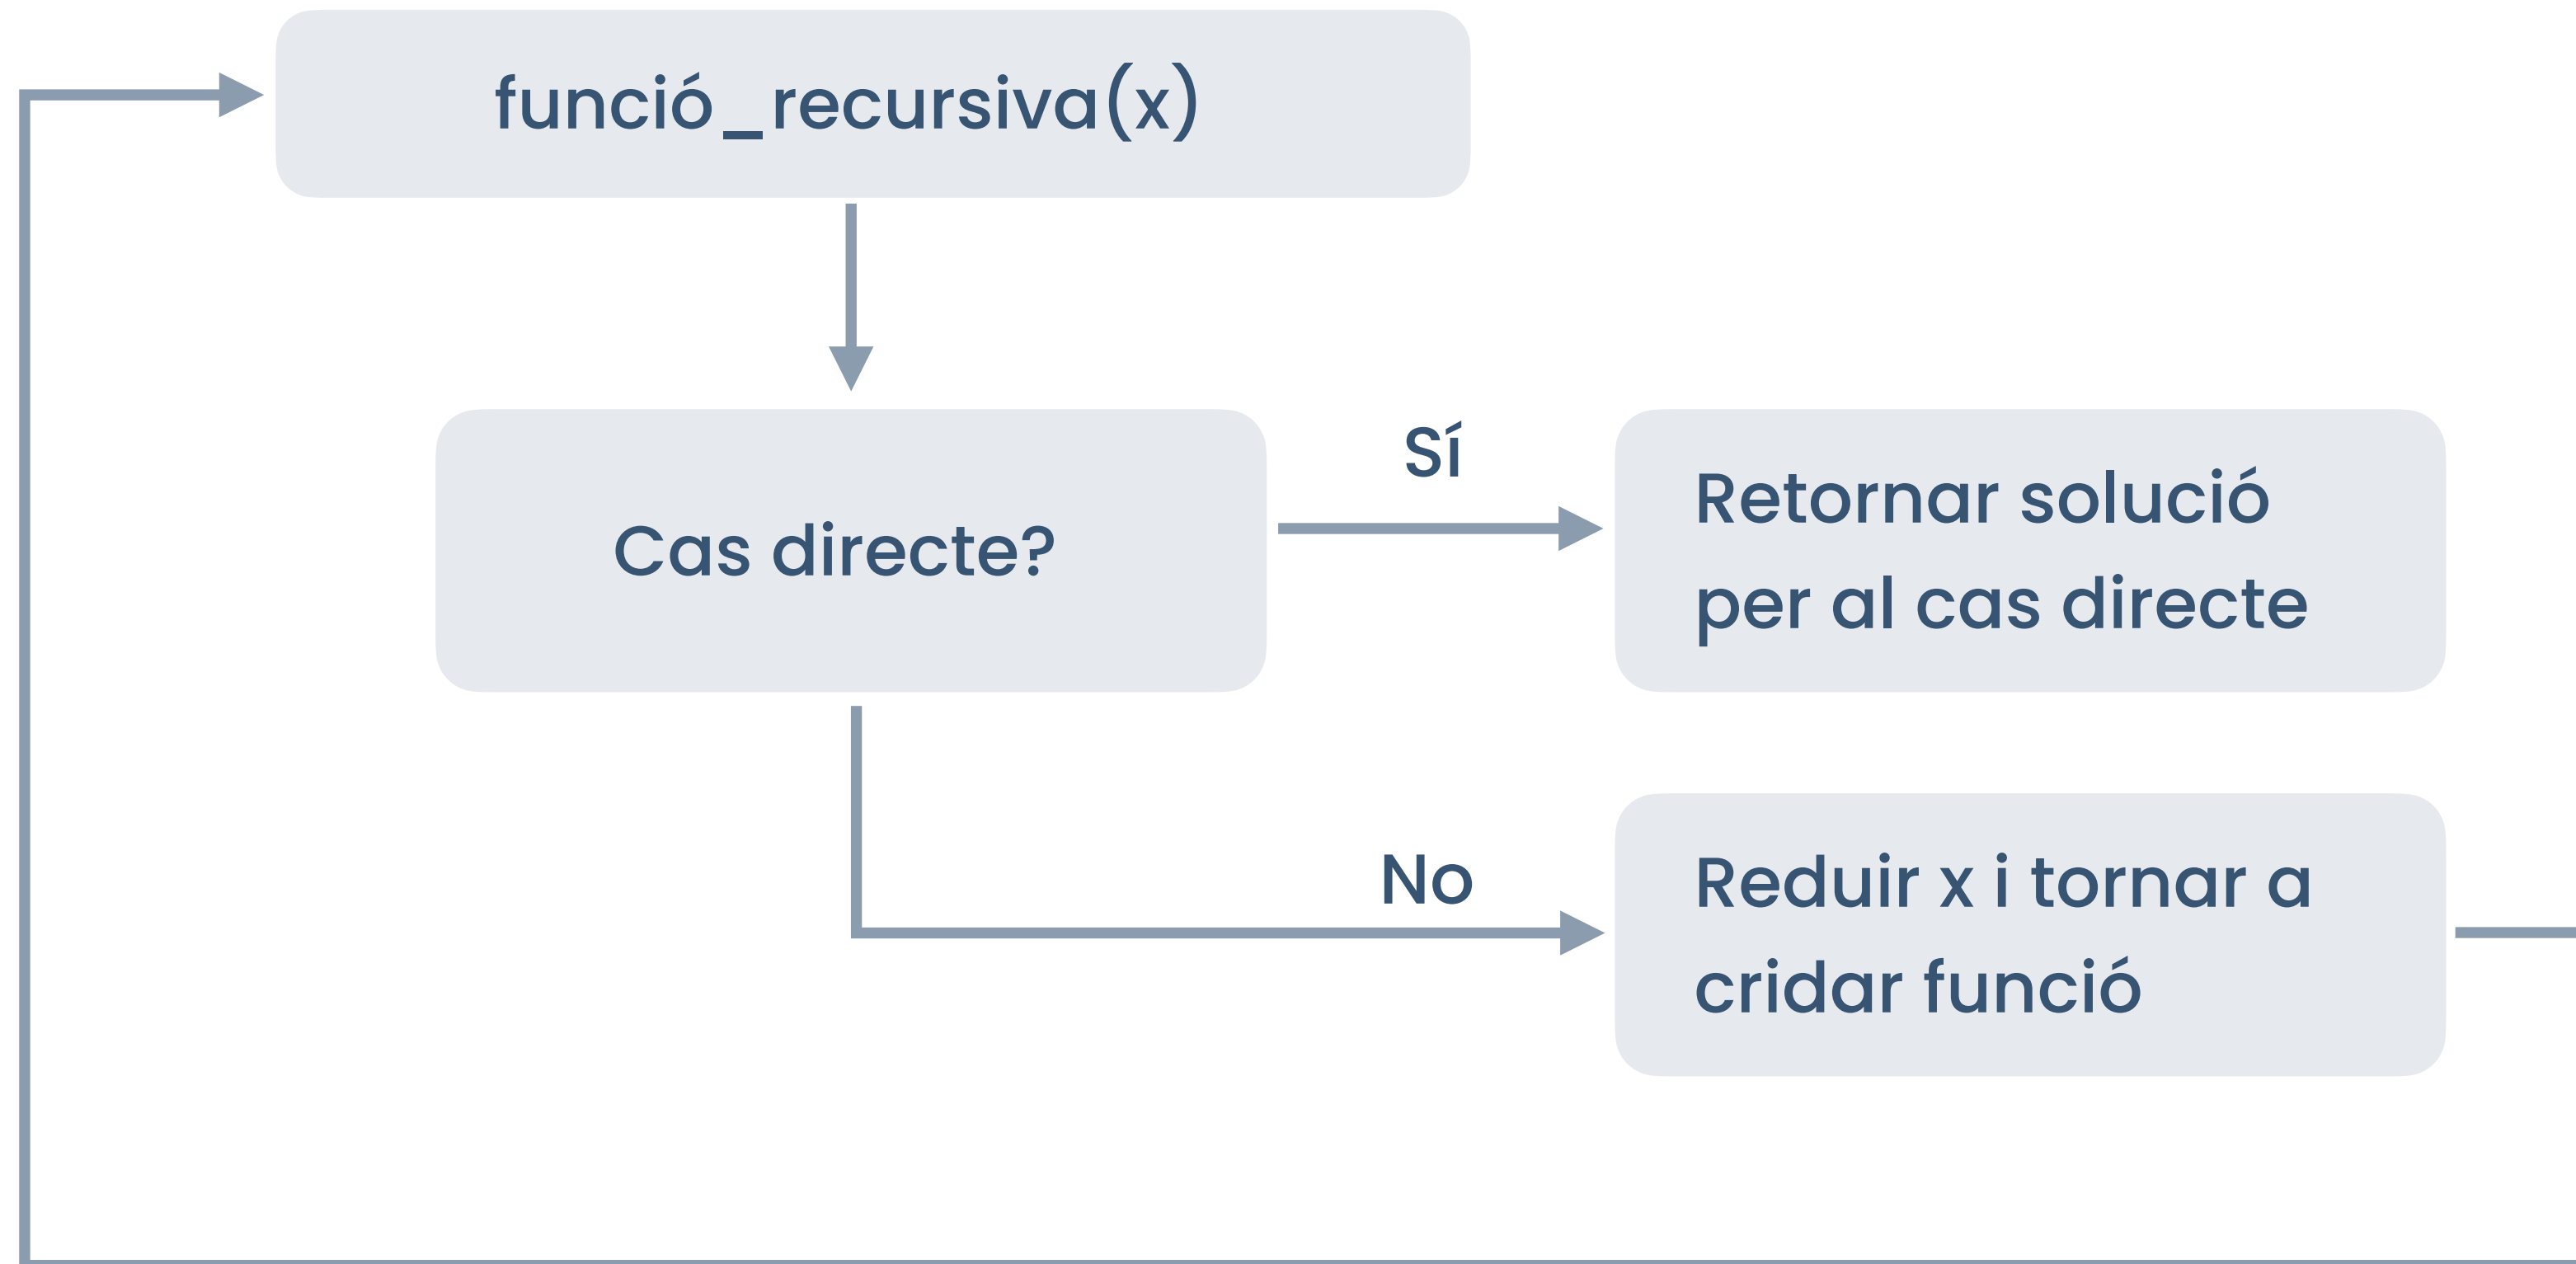 funció_recursiva(x)
Cas directe?
Sí
Retornar solució
per al cas directe
No
Reduir x i tornar a
cridar funció